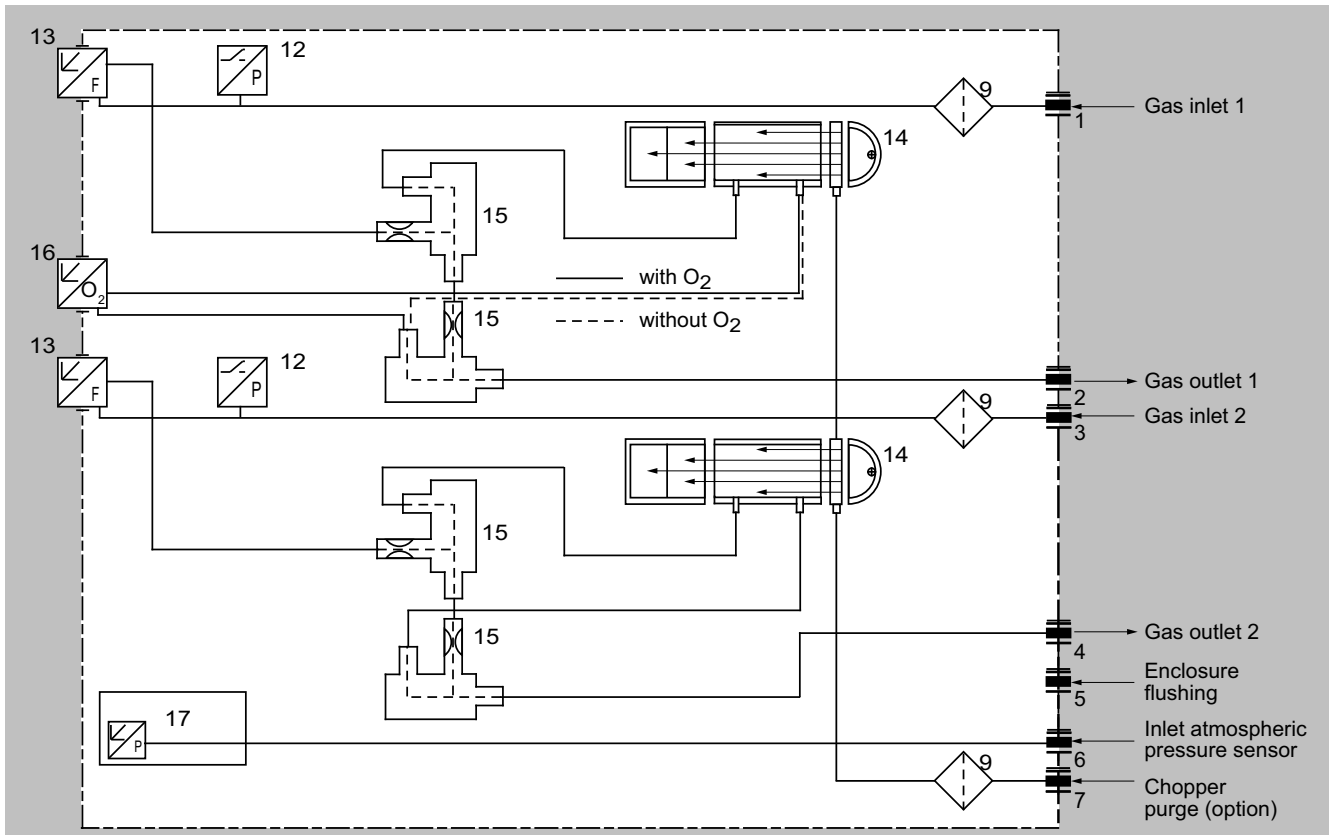 13
12
F
P
9
1
Gas inlet 1
14
15
16
O2
with O2
15
without O2
13
12
F
P
9
2
Gas outlet 1
3
Gas inlet 2
14
15
15
4
Gas outlet 2
5
Enclosure
flushing
17
P
6
Inlet atmospheric
pressure sensor
9
7
Chopper
purge (option)